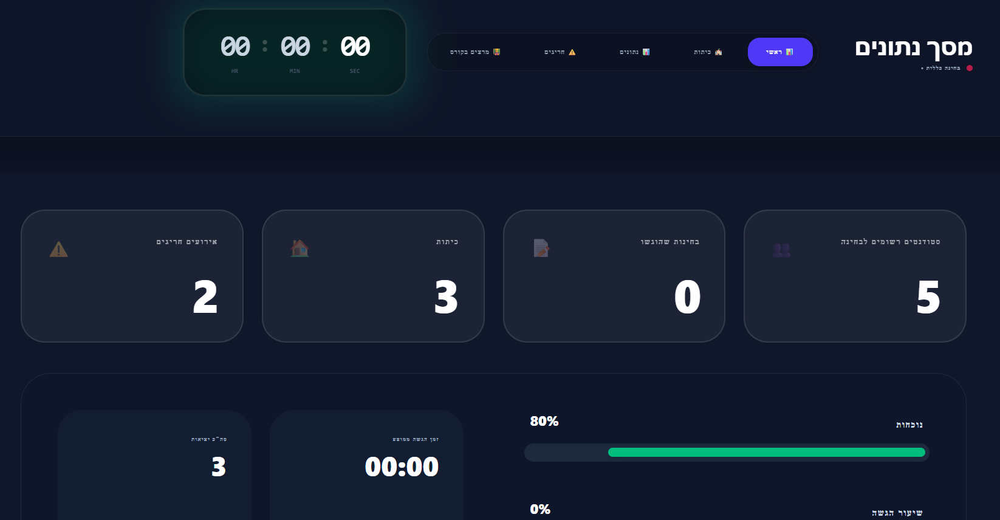 מסך נתונים
בחינה כללית •
ראשי
כיתות
נתונים
חריגים
מרצים בקורס
00 : 00 : 00
HR MIN SEC
סטודנטים רשומים לבחינה
5
בחינות שהוגשו
0
כיתות
3
אירועים חריגים
2
נוכחות
80%
שיעור הגשה
0%
זמן הגשה ממוצע
00:00
סה"כ יציאות
3